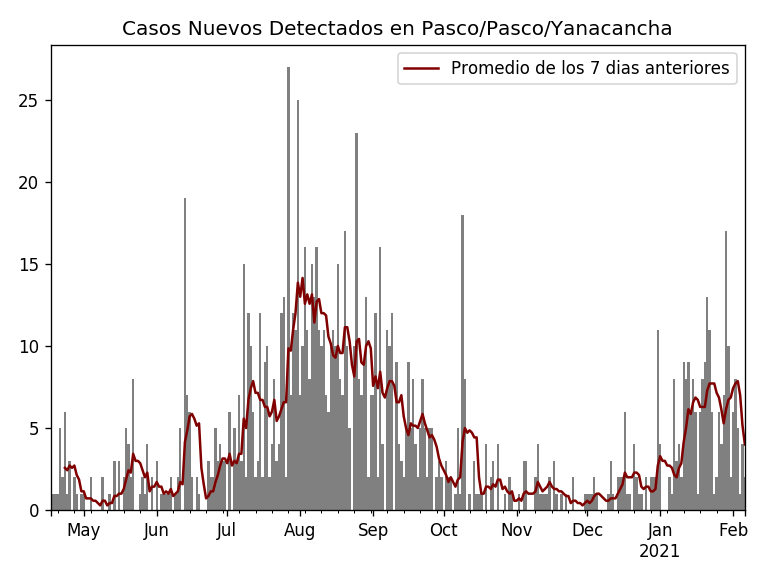 Casos Nuevos Detectados en Pasco/Pasco/Yanacancha
Promedio de los 7 dias anteriores
25
20
15
10
5
0
May Jun Jul Aug Sep Oct Nov Dec Jan Feb
2021